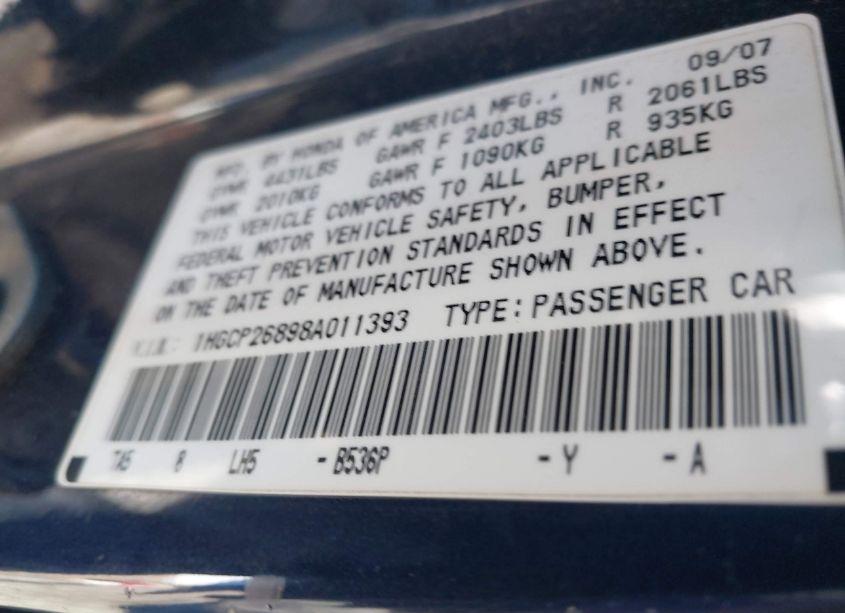 MFD. BY HONDA OF AMERICA MFG., INC. 09/07
GVWR 4431LBS GAWR F 2403LBS R 2061LBS
GVWR 2010KG GAWR F 1090KG R 935KG
THIS VEHICLE CONFORMS TO ALL APPLICABLE
FEDERAL MOTOR VEHICLE SAFETY, BUMPER,
AND THEFT PREVENTION STANDARDS IN EFFECT
ON THE DATE OF MANUFACTURE SHOWN ABOVE.
V.I.N.: 1HGCP26898A011393 TYPE: PASSENGER CAR
TA5 8 LH5 -B536P -Y -A